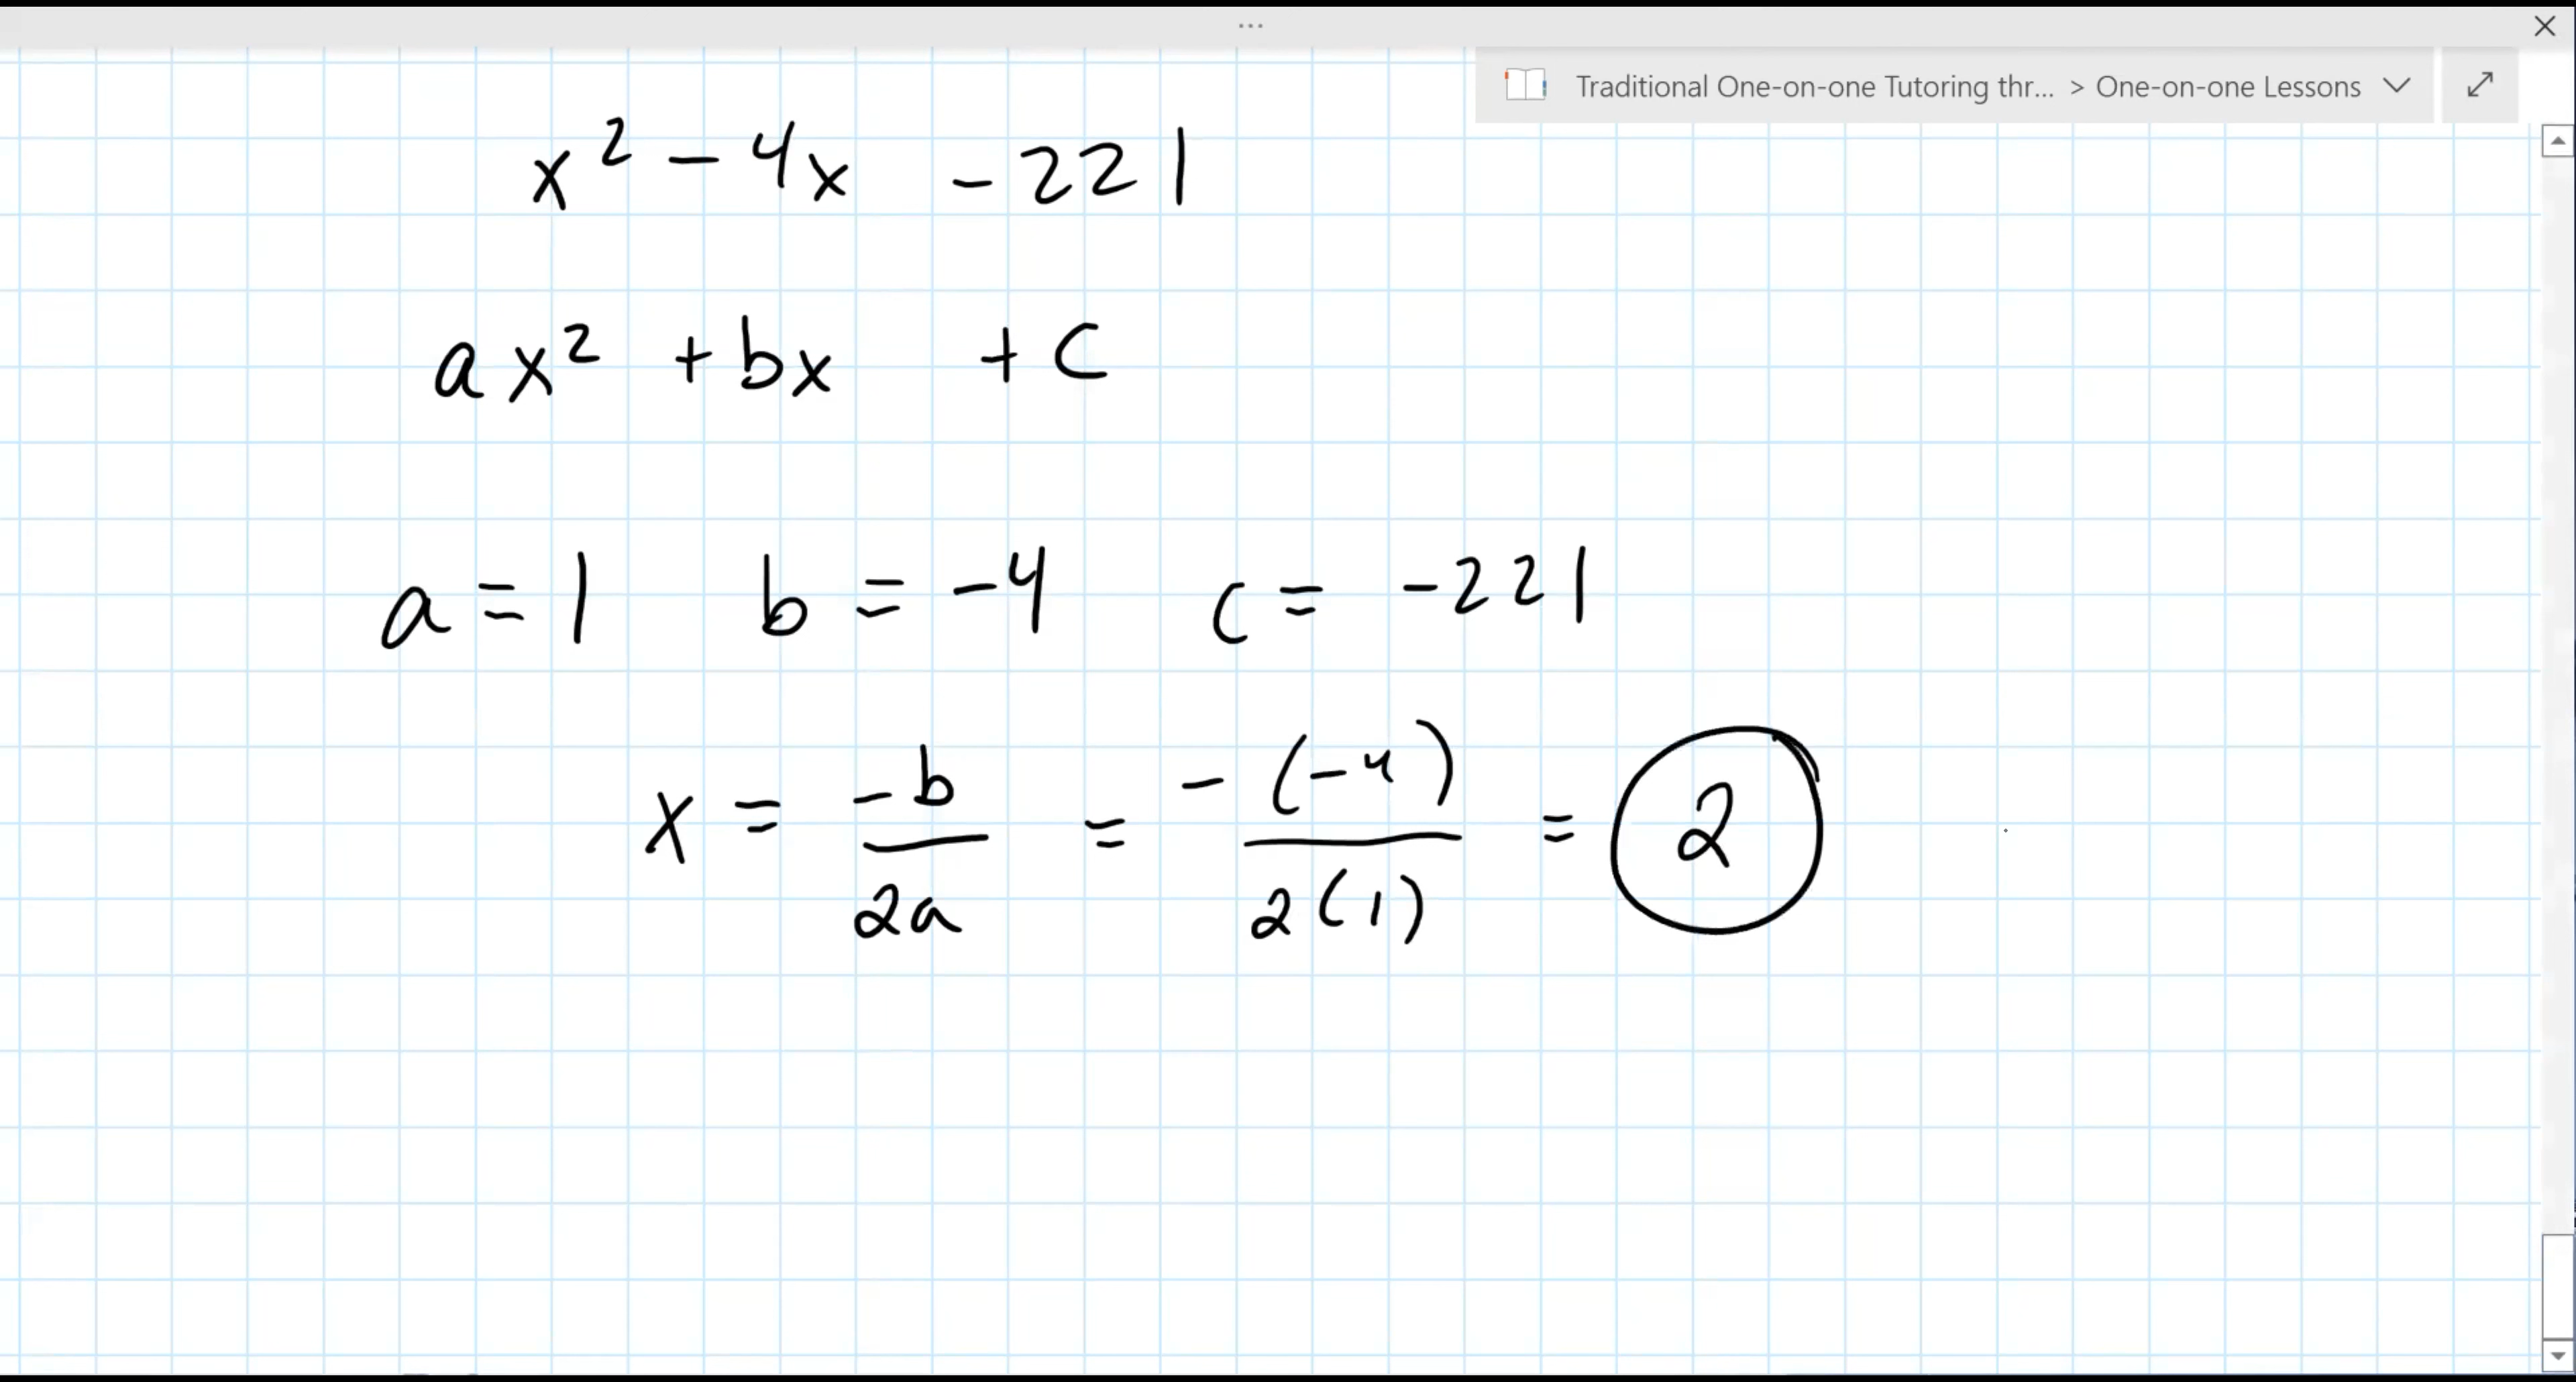 ...
Traditional One-on-one Tutoring thr... > One-on-one Lessons
x² - 4x - 221
ax² + bx + c
a = 1 b = -4 c = -221
x = -b/2a = -(-4)/2(1) = 2